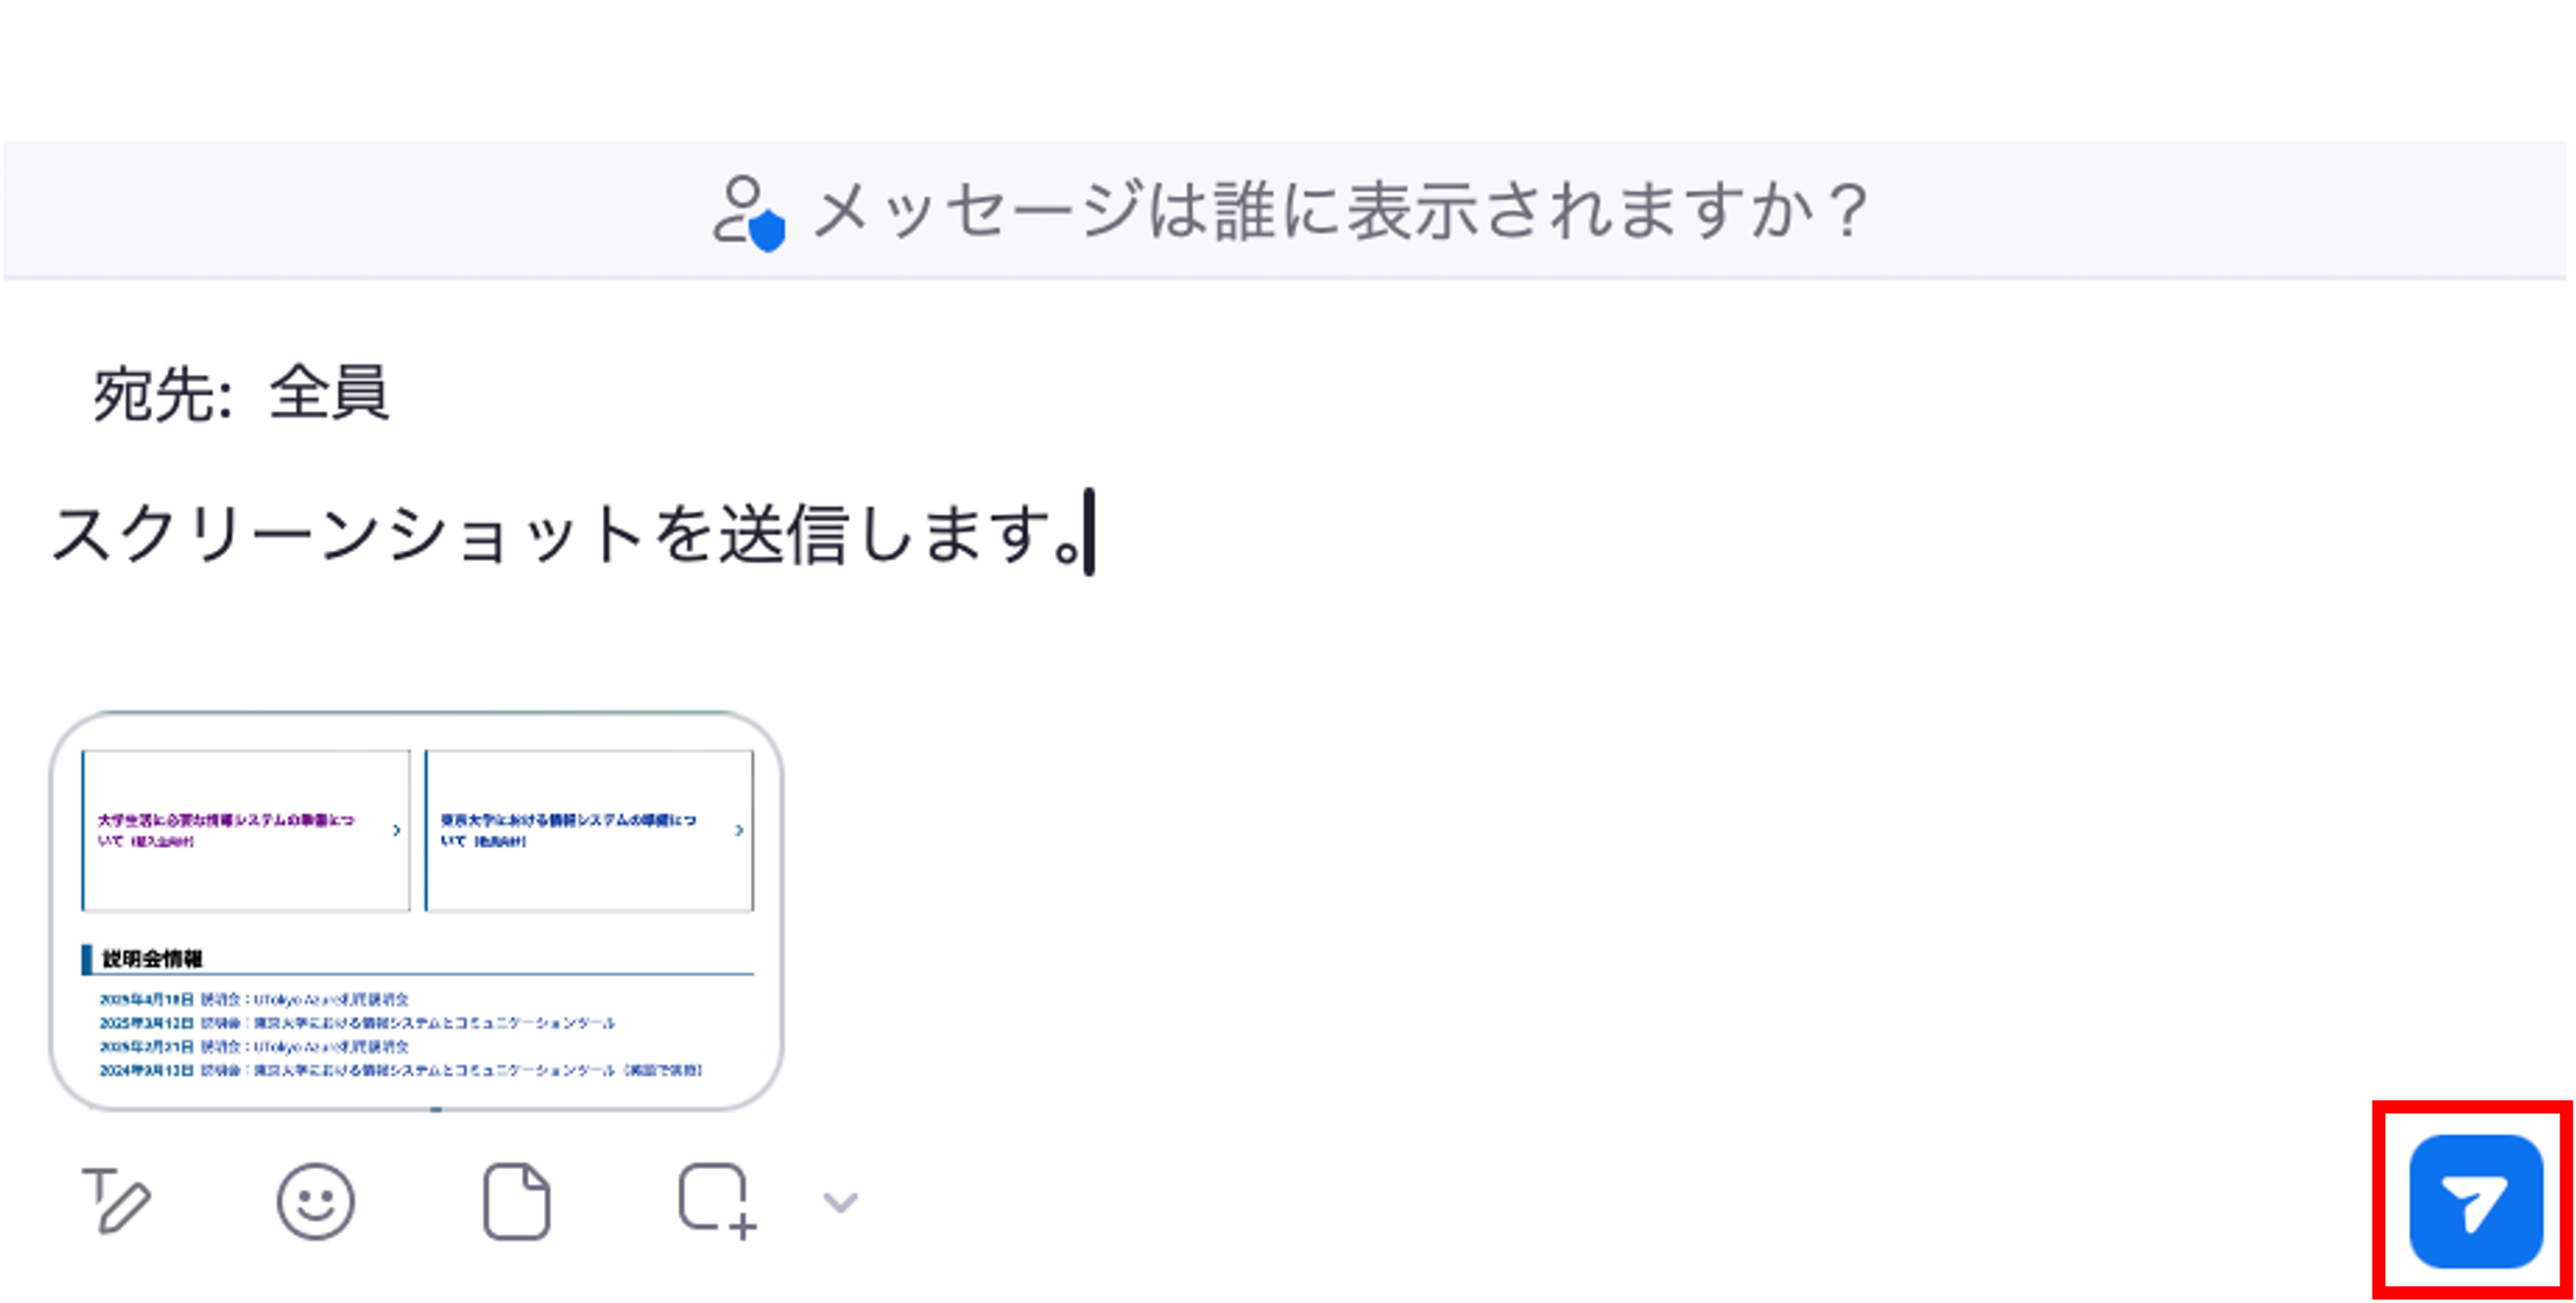 メッセージは誰に表示されますか？
宛先: 全員
スクリーンショットを送信します。
大学生活に必要な情報システムの準備につ
いて（新入生向け）
東京大学における情報システムの準備につ
いて（教員向け）
説明会情報
2025年4月18日 説明会：UTokyo Azure利用説明会
2025年3月12日 説明会：東京大学における情報システムとコミュニケーションツール
2025年2月21日 説明会：UTokyo Azure利用説明会
2024年9月13日 説明会：東京大学における情報システムとコミュニケーションツール（英語で実施）